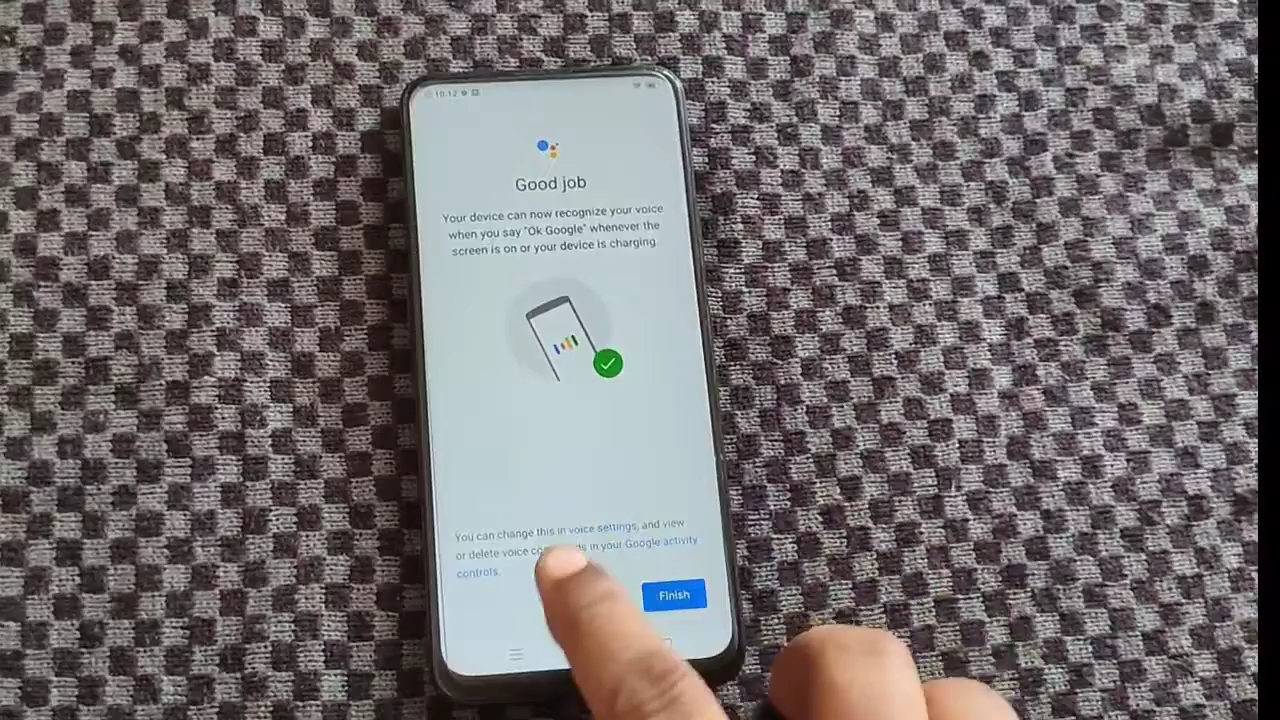 10:12
Good job
Your device can now recognize your voice
when you say "Ok Google" whenever the
screen is on or your device is charging.
You can change this in voice settings, and view
or delete voice in your Google activity
controls.
Finish